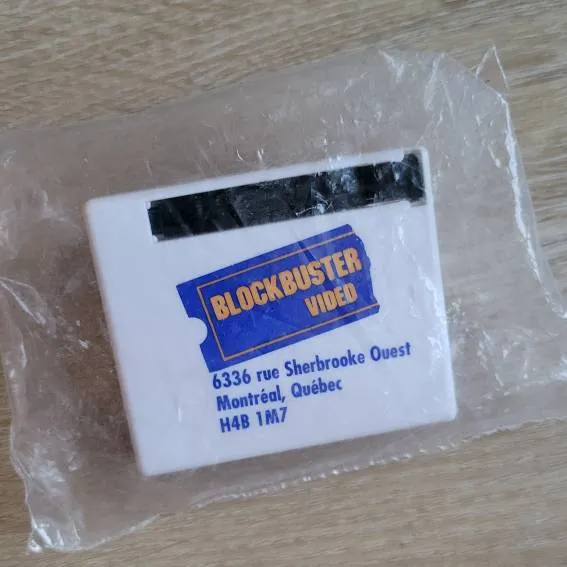 BLOCKBUSTER
VIDEO
6336 rue Sherbrooke Ouest
Montréal, Québec
H4B 1M7